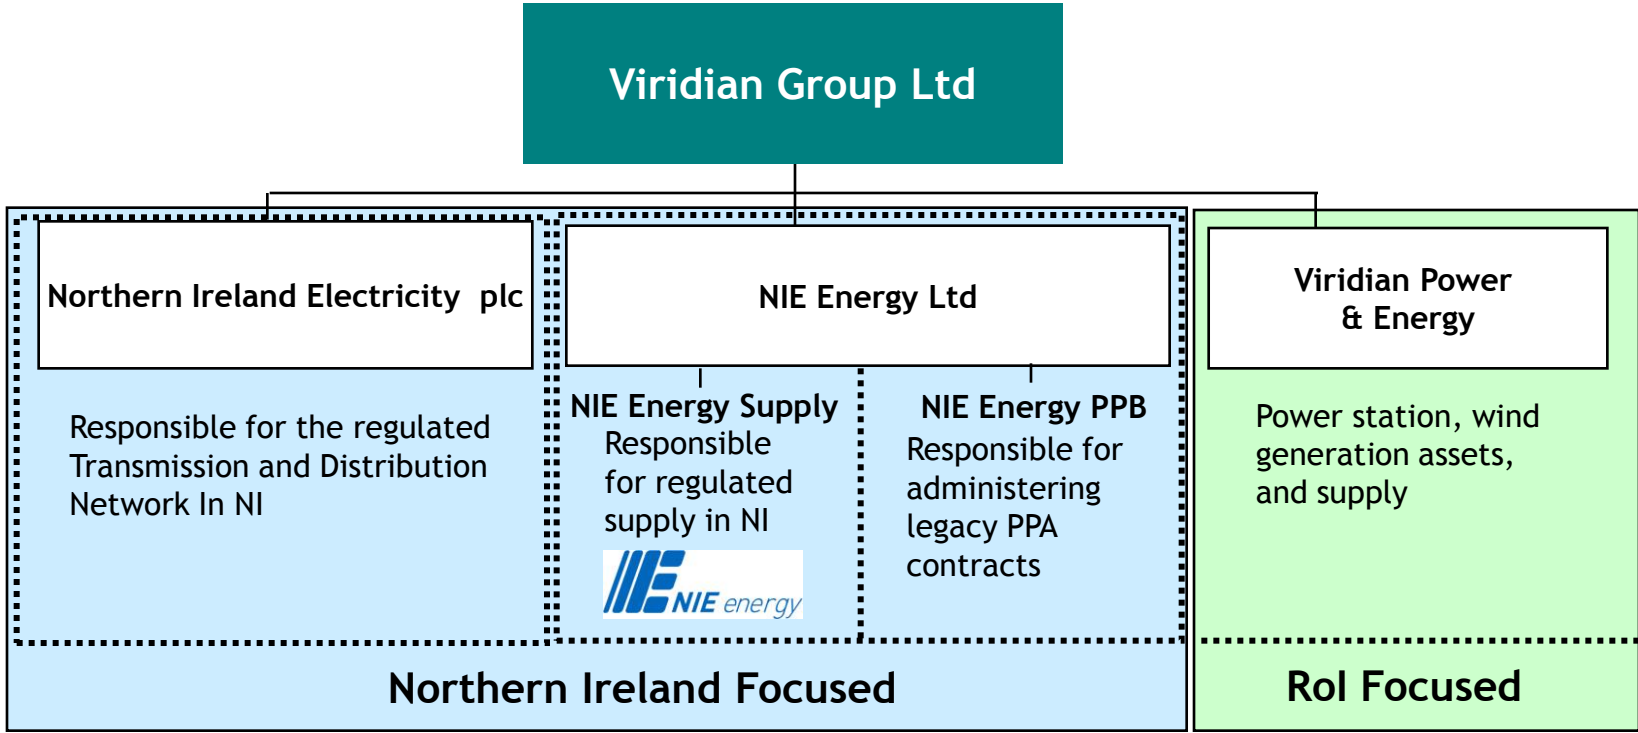 Viridian Group Ltd
Northern Ireland Electricity plc
Responsible for the regulated
Transmission and Distribution
Network In NI
NIE Energy Ltd
NIE Energy Supply
Responsible
for regulated
supply in NI
NIE energy
NIE Energy PPB
Responsible for
administering
legacy PPA
contracts
Viridian Power
& Energy
Power station, wind
generation assets,
and supply
Northern Ireland Focused
RoI Focused